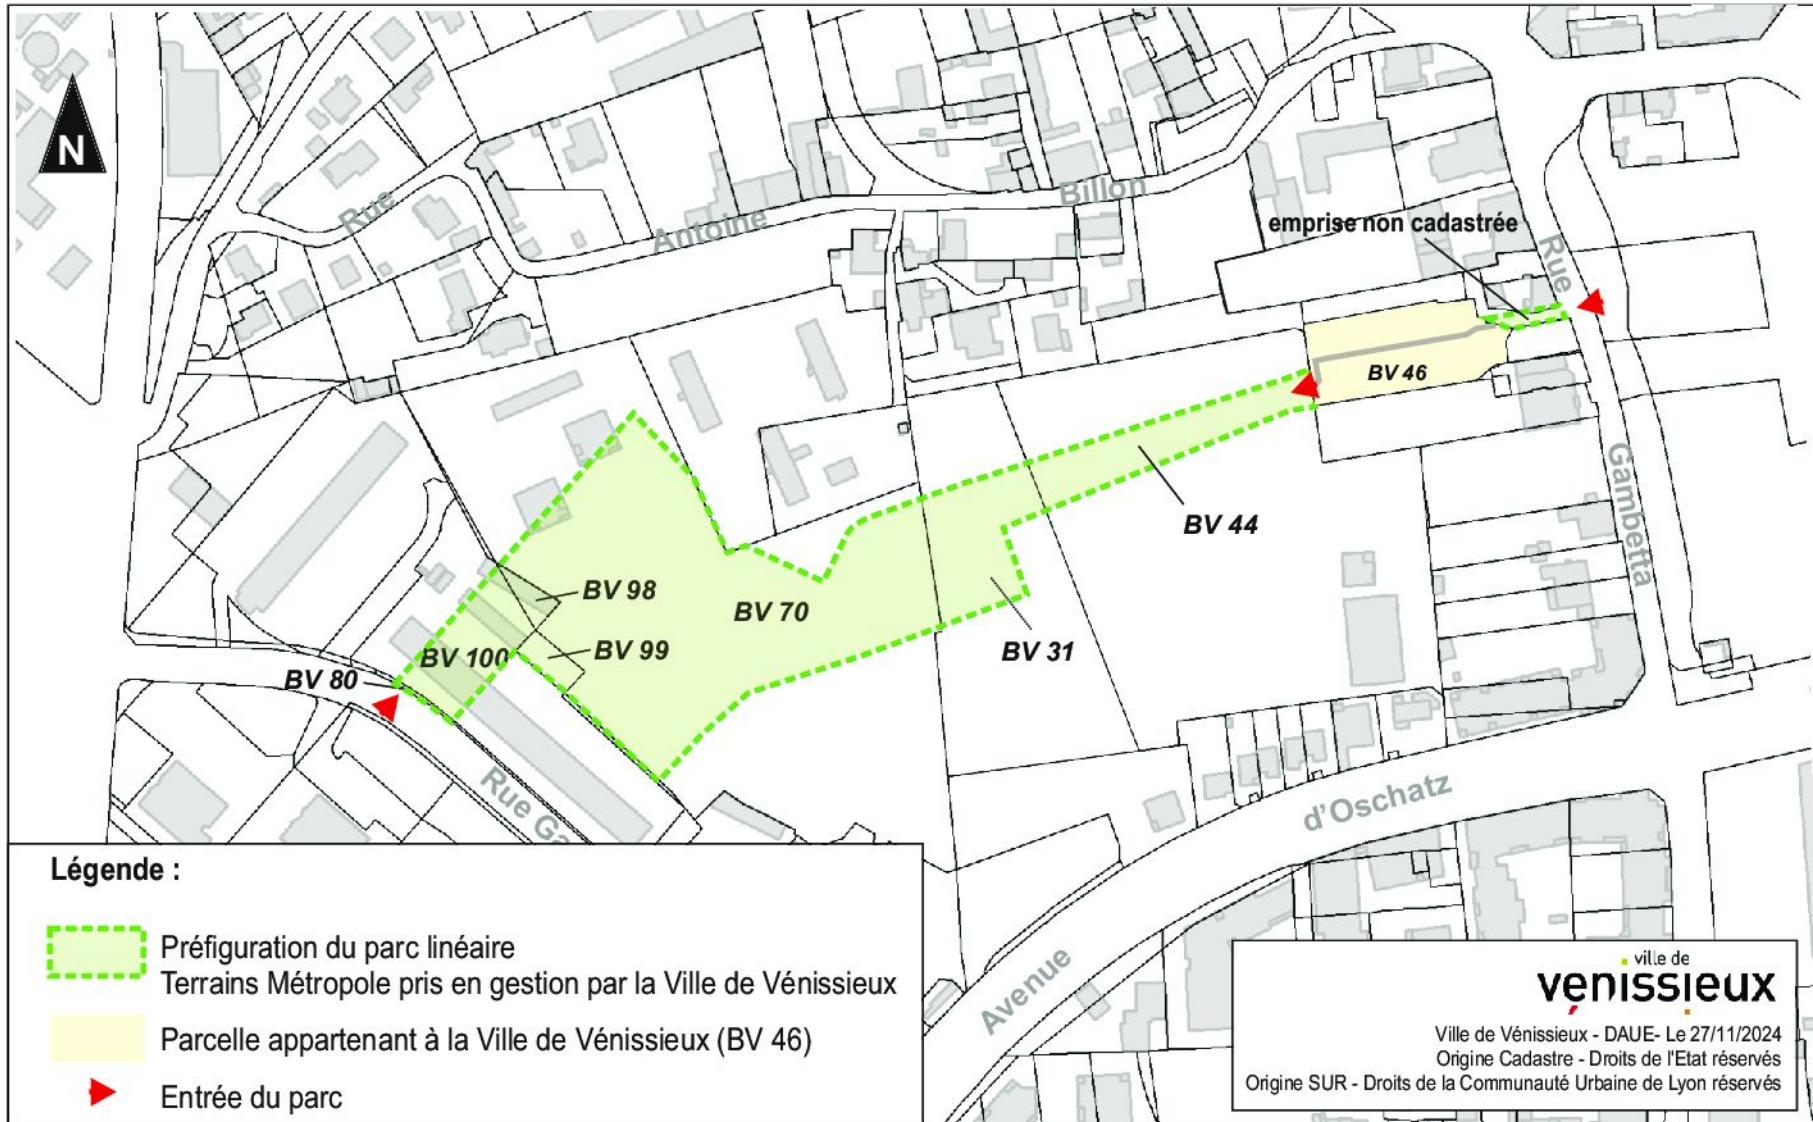 N
Rue
Antoine
Billon
emprise non cadastrée
Rue
BV 46
Gambetta
BV 44
BV 98
BV 70
BV 99
BV 100
BV 31
BV 80
Rue Ga
d'Oschatz
Avenue
Légende :
Préfiguration du parc linéaire
Terrains Métropole pris en gestion par la Ville de Vénissieux
Parcelle appartenant à la Ville de Vénissieux (BV 46)
Entrée du parc
ville de
vénissieux
Ville de Vénissieux - DAUE- Le 27/11/2024
Origine Cadastre - Droits de l'Etat réservés
Origine SUR - Droits de la Communauté Urbaine de Lyon réservés